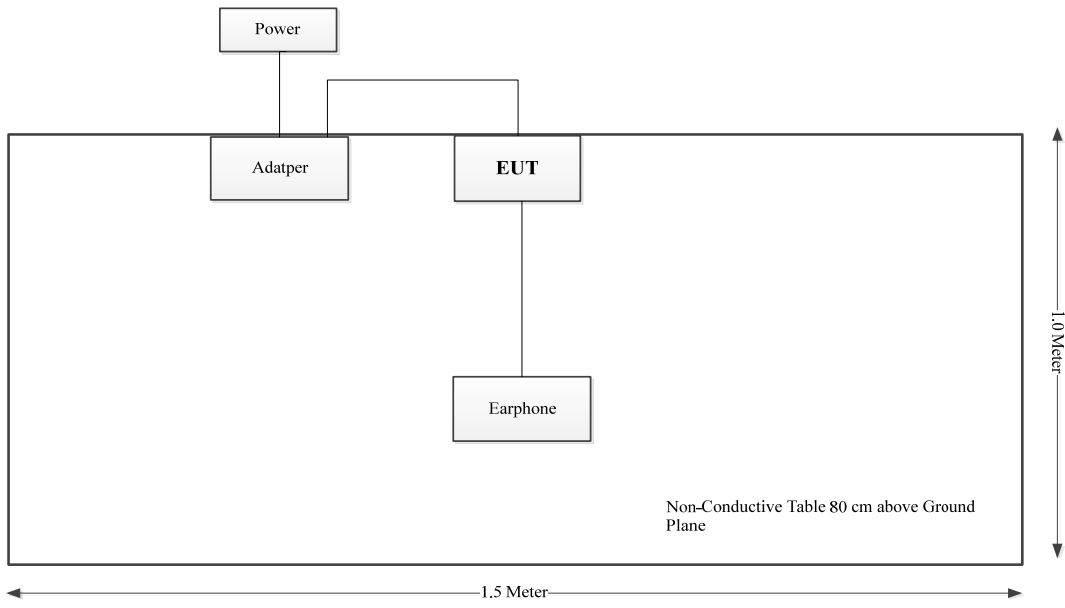 Power
Adatper
EUT
Earphone
1.0 Meter
Non-Conductive Table 80 cm above Ground
Plane
1.5 Meter